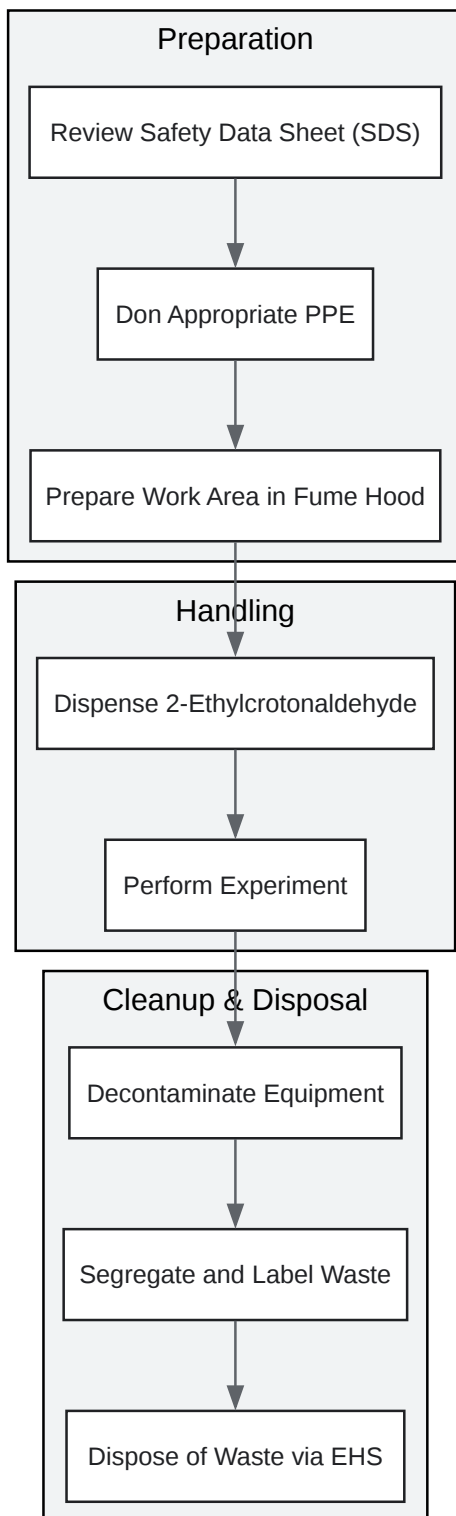 Preparation
Review Safety Data Sheet (SDS)
Don Appropriate PPE
Prepare Work Area in Fume Hood
Handling
Dispense 2-Ethylcrotonaldehyde
Perform Experiment
Cleanup & Disposal
Decontaminate Equipment
Segregate and Label Waste
Dispose of Waste via EHS